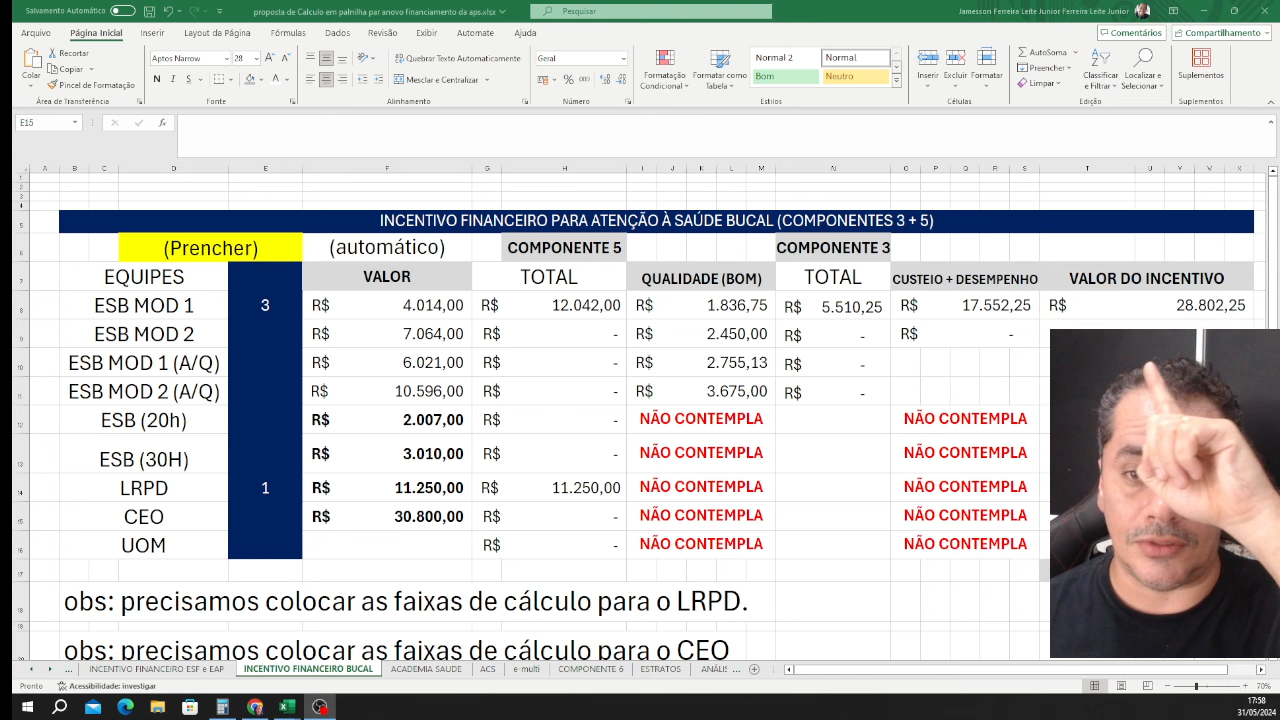 Salvamento Automático
proposta de Calculo em palnilha par anovo financiamento da aps.xlsx
Pesquisar
Jamesson Ferreira Leite Junior Ferreira Leite Junior
Arquivo Página Inicial Inserir Layout da Página Fórmulas Dados Revisão Exibir Automate Ajuda
Comentários Compartilhamento
Colar
Recortar
Copiar
Pincel de Formatação
Área de Transferência
Aptos Narrow 28
N I S
Fonte
Quebrar Texto Automaticamente
Mesclar e Centralizar
Alinhamento
Geral
Número
Formatação Condicional
Formatar como Tabela
Normal 2 Normal
Bom Neutro
Estilos
Inserir Excluir Formatar
Células
AutoSoma
Preencher
Limpar
Classificar e Filtrar
Localizar e Selecionar
Edição
Suplementos
Suplementos
E15
A B C D E F G H I J K L M N O P Q R S T U V W X
INCENTIVO FINANCEIRO PARA ATENÇÃO À SAÚDE BUCAL (COMPONENTES 3 + 5)
(Prencher) (automático) COMPONENTE 5 COMPONENTE 3
EQUIPES VALOR TOTAL QUALIDADE (BOM) TOTAL CUSTEIO + DESEMPENHO VALOR DO INCENTIVO
ESB MOD 1 3 R$ 4.014,00 R$ 12.042,00 R$ 1.836,75 R$ 5.510,25 R$ 17.552,25 R$ 28.802,25
ESB MOD 2 R$ 7.064,00 R$ - R$ 2.450,00 R$ - R$ -
ESB MOD 1 (A/Q) R$ 6.021,00 R$ - R$ 2.755,13 R$ -
ESB MOD 2 (A/Q) R$ 10.596,00 R$ - R$ 3.675,00 R$ -
ESB (20h) R$ 2.007,00 R$ - NÃO CONTEMPLA NÃO CONTEMPLA
ESB (30H) R$ 3.010,00 R$ - NÃO CONTEMPLA NÃO CONTEMPLA
LRPD 1 R$ 11.250,00 R$ 11.250,00 NÃO CONTEMPLA NÃO CONTEMPLA
CEO R$ 30.800,00 R$ - NÃO CONTEMPLA NÃO CONTEMPLA
UOM R$ - NÃO CONTEMPLA NÃO CONTEMPLA
obs: precisamos colocar as faixas de cálculo para o LRPD.
obs: precisamos colocar as faixas de cálculo para o CEO
... INCENTIVO FINANCEIRO ESF e EAP INCENTIVO FINANCEIRO BUCAL ACADEMIA SAUDE ACS e-multi COMPONENTE 6 ESTRATOS ANÁLI ...
Pronto Acessibilidade: investigar 70%
17:58
31/05/2024